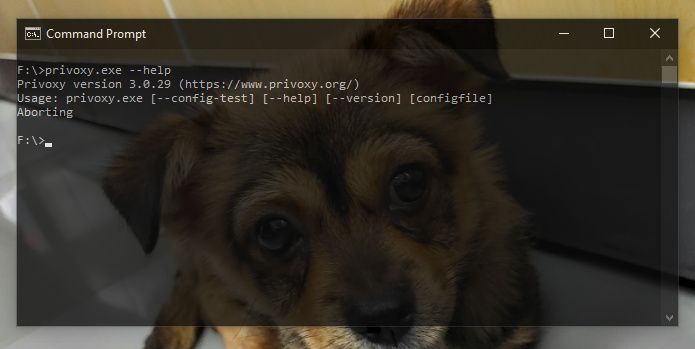 Command Prompt
F:\>privoxy.exe --help
Privoxy version 3.0.29 (https://www.privoxy.org/)
Usage: privoxy.exe [--config-test] [--help] [--version] [configfile]
Aborting
F:\>